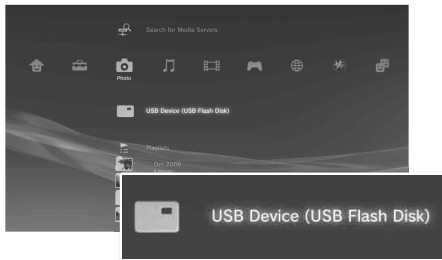 Search for Media Servers
Photo
USB Device (USB Flash Disk)
Playlists
Oct 2006
USB Device (USB Flash Disk)